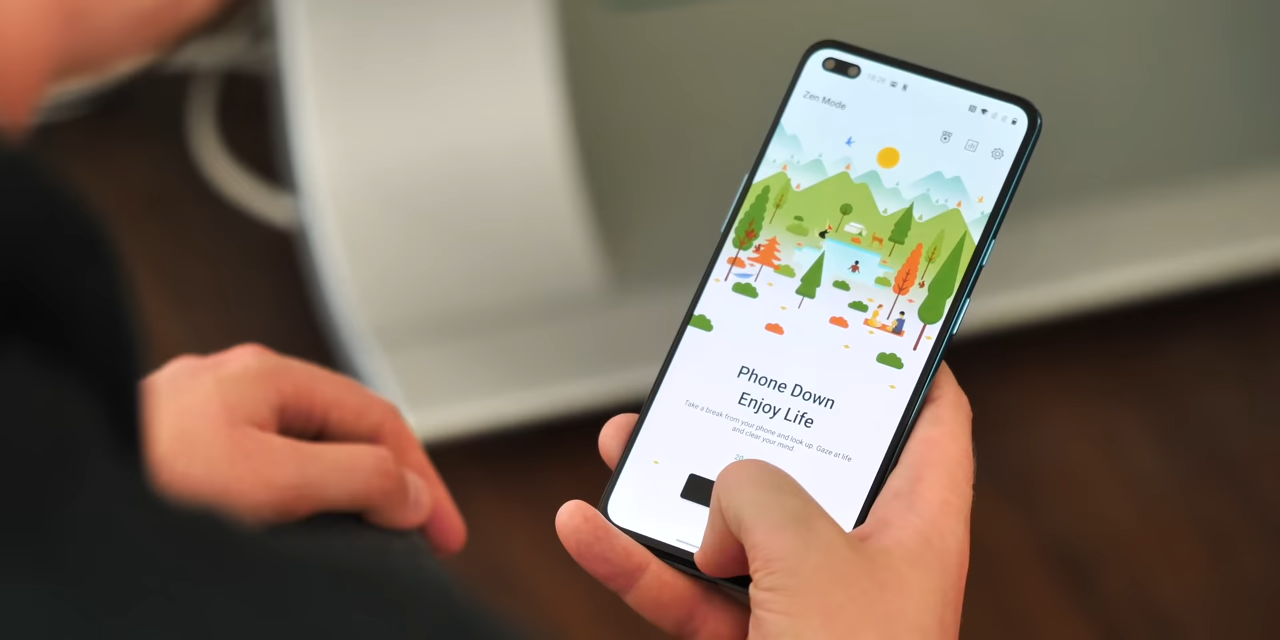 Zen Mode
Phone Down
Enjoy Life
Take a break from your phone and look up. Gaze at life
and clear your mind
20